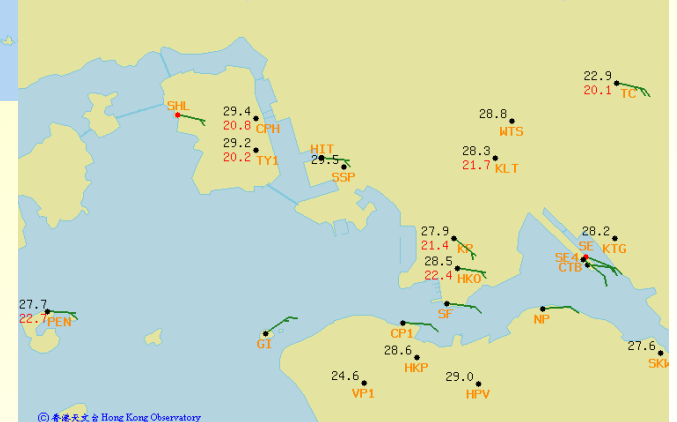 22.9
20.1 TC
SHL
29.4
20.8 CPH
28.8
WTS
29.2
20.2 TY1
HIT
29.5
SSP
28.3
21.7 KLT
27.9
21.4 KP
28.2
KTG
SE
SE4
CTB
28.5
22.4 HKO
27.7
22.7 PEN
SF
NP
GI
CP1
28.6
HKP
27.6
SKW
24.6
VP1
29.0
HPV
© 香港天文台 Hong Kong Observatory